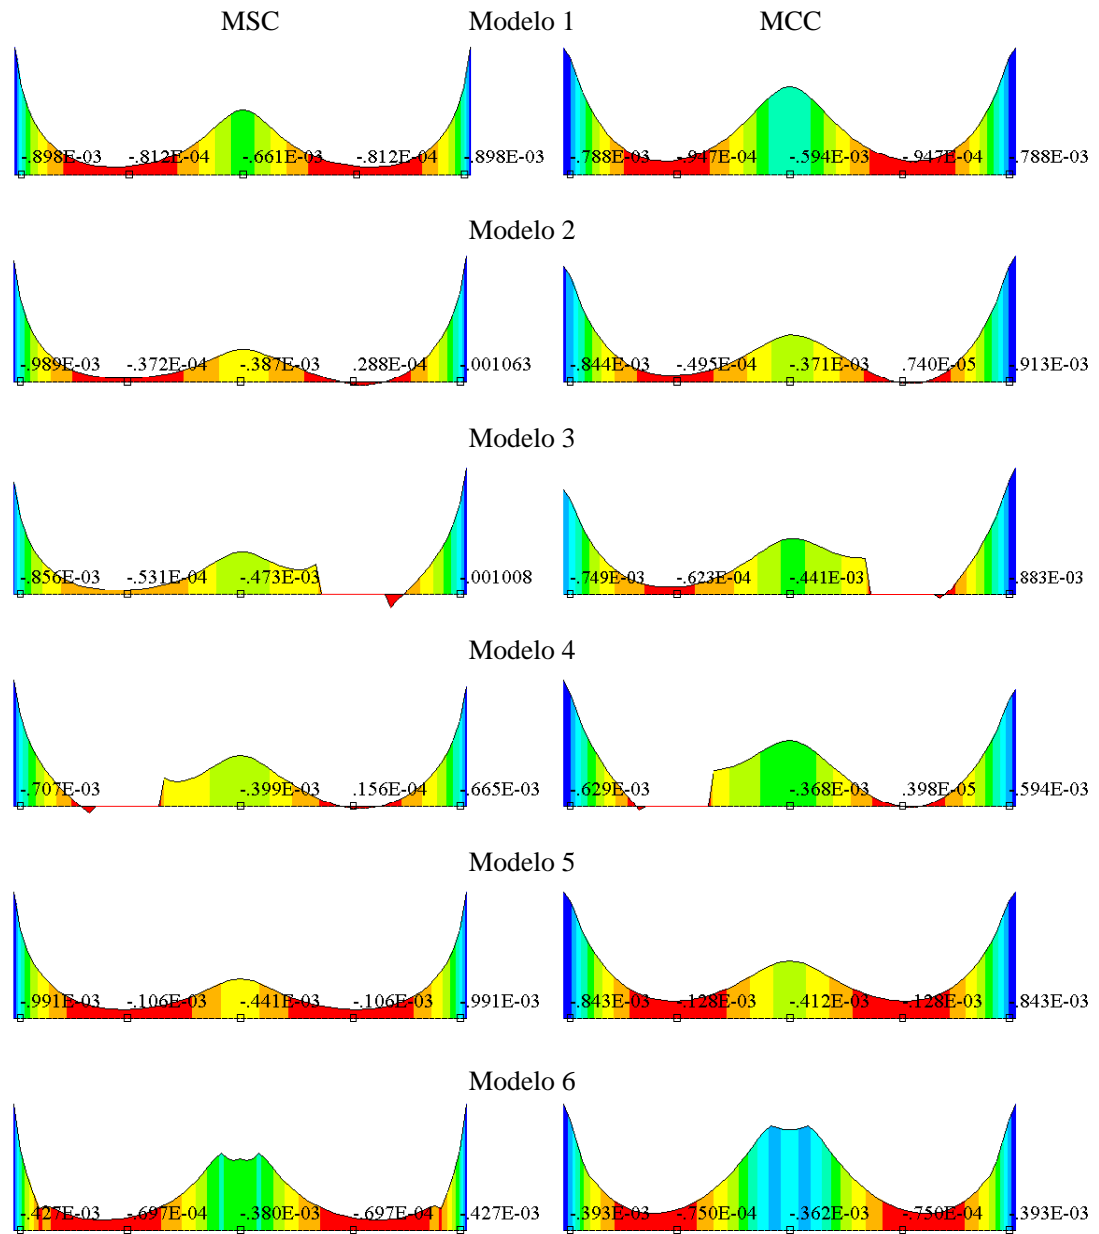 MSC Modelo 1 MCC
-.898E-03 -.812E-04 -.661E-03 -.812E-04 -.898E-03 -.788E-03 -.947E-04 -.594E-03 -.947E-04 -.788E-03
Modelo 2
-.989E-03 -.372E-04 -.387E-03 .288E-04 -.001063 -.844E-03 -.495E-04 -.371E-03 .740E-05 -.913E-03
Modelo 3
-.856E-03 -.531E-04 -.473E-03 -.001008 -.749E-03 -.623E-04 -.441E-03 -.883E-03
Modelo 4
-.707E-03 -.399E-03 .156E-04 -.665E-03 -.629E-03 -.368E-03 .398E-05 -.594E-03
Modelo 5
-.991E-03 -.106E-03 -.441E-03 -.106E-03 -.991E-03 -.843E-03 -.128E-03 -.412E-03 -.128E-03 -.843E-03
Modelo 6
-.427E-03 -.697E-04 -.380E-03 -.697E-04 -.427E-03 -.393E-03 -.750E-04 -.362E-03 -.750E-04 -.393E-03